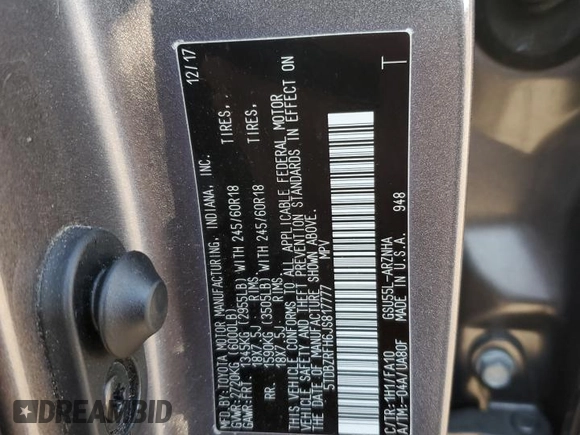 MFD. BY: TOYOTA MOTOR MANUFACTURING, INDIANA, INC. 12/17
GVWR: 2720KG (6000LB)
GAWR: FRT. 1345KG (2955LB) WITH 245/60R18 TIRES,
18X7.5J RIMS
RR. 1590KG (3505LB) WITH 245/60R18 TIRES,
18X7.5J RIMS
THIS VEHICLE CONFORMS TO ALL APPLICABLE FEDERAL MOTOR
VEHICLE SAFETY AND THEFT PREVENTION STANDARDS IN EFFECT ON
THE DATE OF MANUFACTURE SHOWN ABOVE.
5TDBZRFH6JS817777 MPV T
C/TR: 1H1/FA10 GSU55L-ARZNHA
A/TM: -04A/UA80F MADE IN U.S.A. 948
DREAMBID